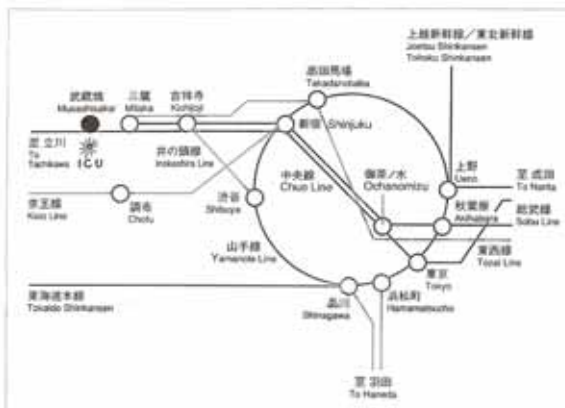 上越新幹線／東北新幹線
Joetsu Shinkansen
Tohoku Shinkansen
高田馬場
Takadanobaba
武蔵境
Musashisakai
三鷹
Mitaka
吉祥寺
Kichijoji
新宿 Shinjuku
至 立川
To
Tachikawa
ICU
井の頭線
Inokashira Line
中央線
Chuo Line
御茶ノ水
Ochanomizu
上野
Ueno
至 成田
To Narita
京王線
Keio Line
調布
Chofu
渋谷
Shibuya
秋葉原
Akihabara
総武線
Sobu Line
山手線
Yamanote Line
東京
Tokyo
東西線
Tozai Line
東海道本線
Tokaido Shinkansen
品川
Shinagawa
浜松町
Hamamatsucho
至 羽田
To Haneda